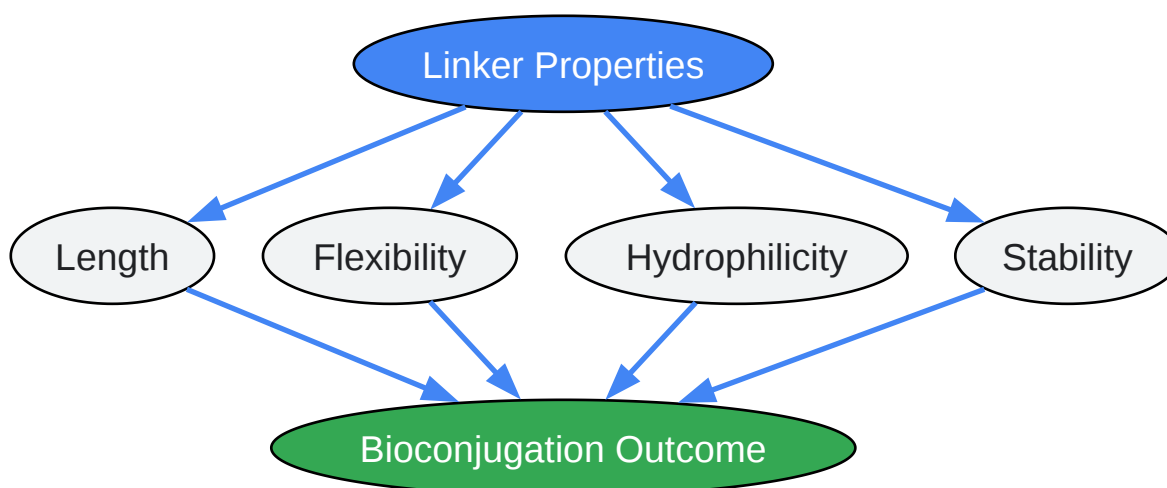 Linker Properties
Length
Flexibility
Hydrophilicity
Stability
Bioconjugation Outcome